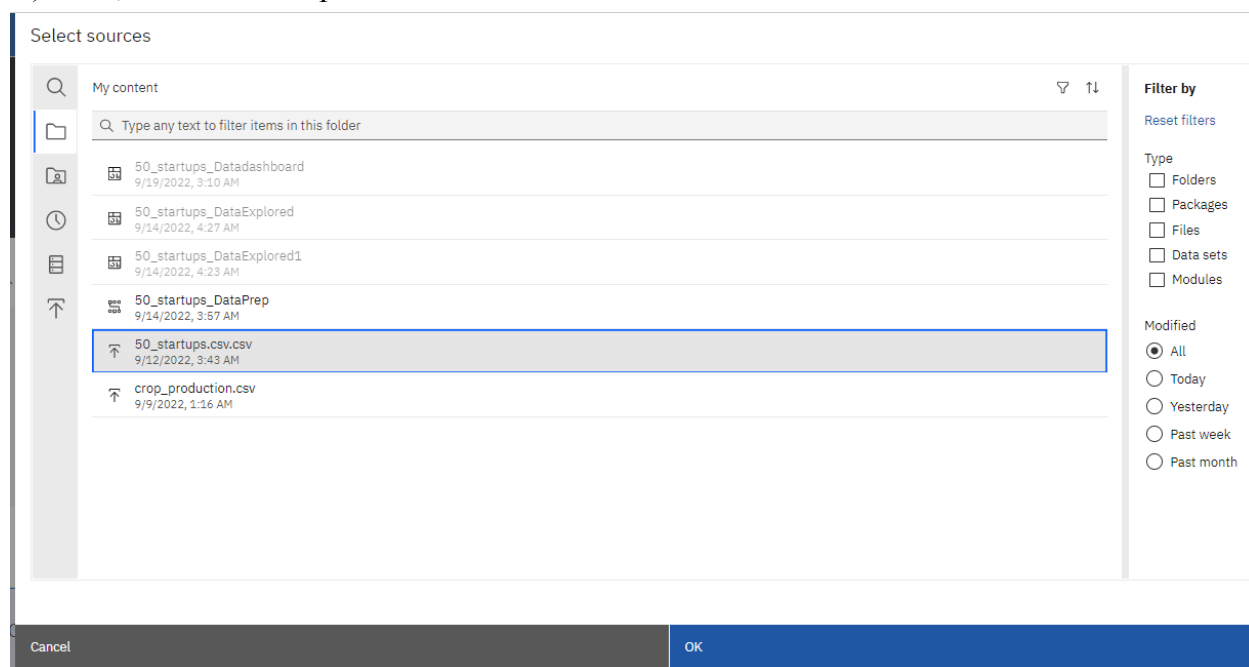 Select sources
My content
Type any text to filter items in this folder
50_startups_Datadashboard
9/19/2022, 3:10 AM
50_startups_DataExplored
9/14/2022, 4:27 AM
50_startups_DataExplored1
9/14/2022, 4:23 AM
50_startups_DataPrep
9/14/2022, 3:57 AM
50_startups.csv.csv
9/12/2022, 3:43 AM
crop_production.csv
9/9/2022, 1:16 AM
Filter by
Reset filters
Type
Folders
Packages
Files
Data sets
Modules
Modified
All
Today
Yesterday
Past week
Past month
Cancel
OK